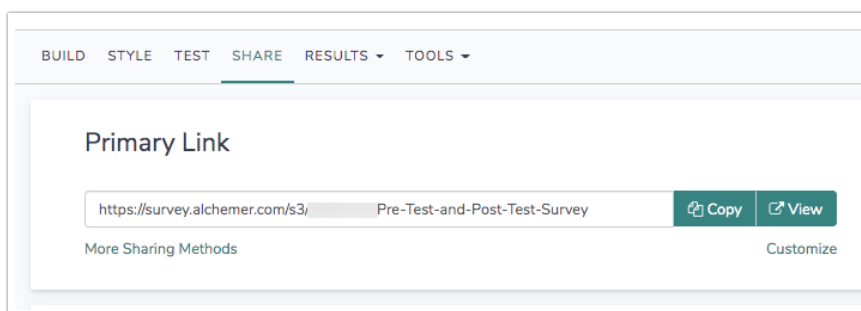 BUILD STYLE TEST SHARE RESULTS TOOLS
Primary Link
https://survey.alchemer.com/s3/ Pre-Test-and-Post-Test-Survey Copy View
More Sharing Methods Customize